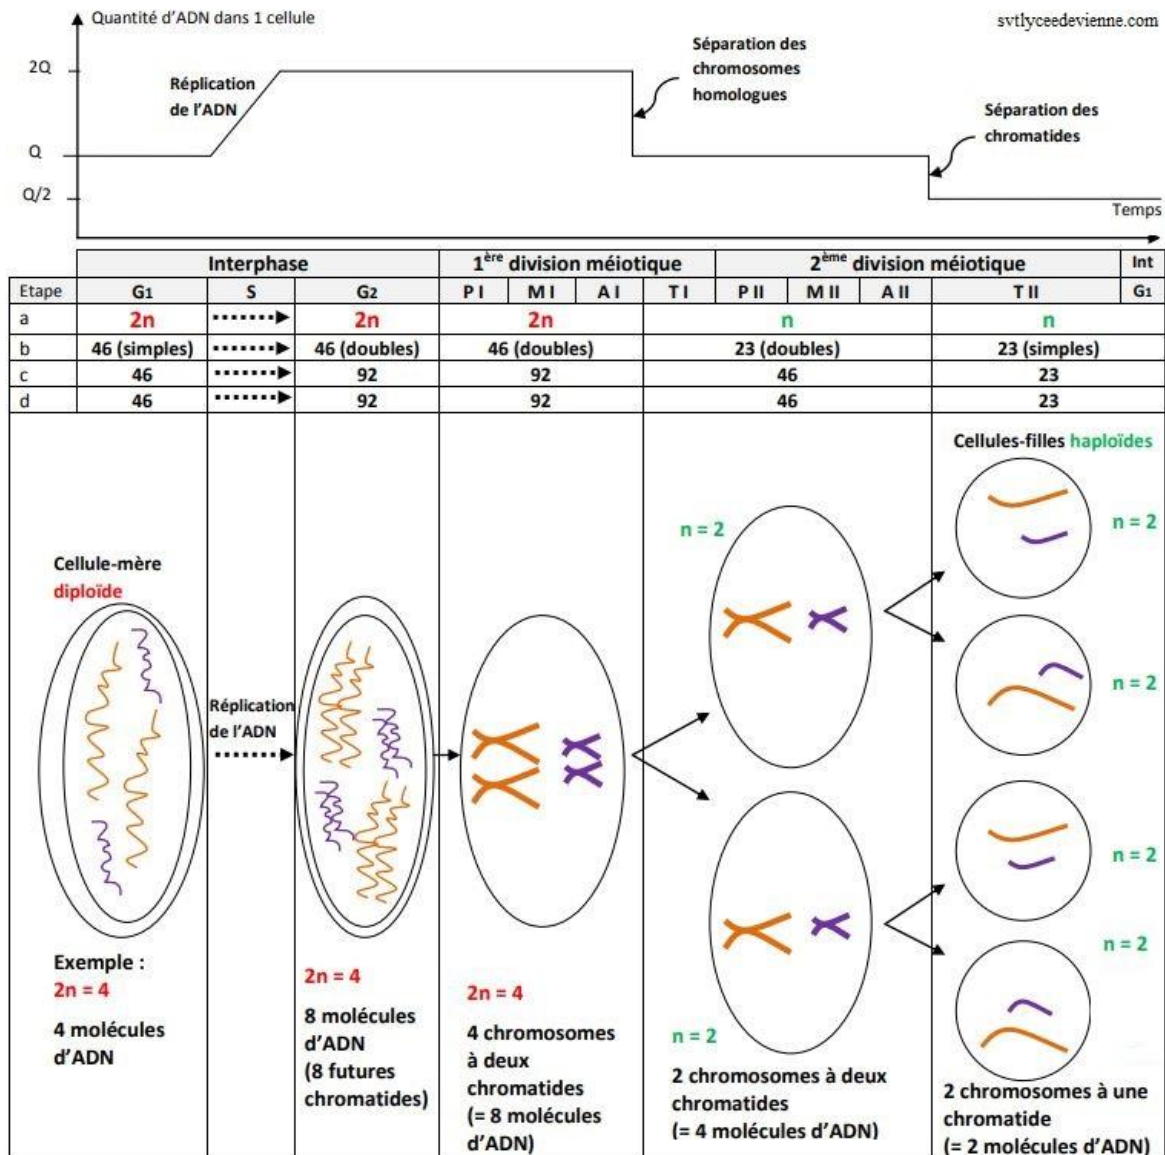 Quantité d'ADN dans 1 cellule
svtlyceedevienne.com
2Q
Réplication
de l'ADN
Séparation des
chromosomes
homologues
Séparation des
chromatides
Q
Q/2
Temps
Interphase 1ère division méiotique 2ème division méiotique Int
Etape G1 S G2 P I M I A I T I P II M II A II T II G1
a 2n 2n 2n n n
b 46 (simples) 46 (doubles) 46 (doubles) 23 (doubles) 23 (simples)
c 46 92 92 46 23
d 46 92 92 46 23
Cellules-filles haploïdes
n = 2
n = 2
Cellule-mère
diploïde
n = 2
Réplication
de l'ADN
n = 2
n = 2
Exemple :
2n = 4
4 molécules
d'ADN
2n = 4
8 molécules
d'ADN
(8 futures
chromatides)
2n = 4
4 chromosomes
à deux
chromatides
(= 8 molécules
d'ADN)
n = 2
2 chromosomes à deux
chromatides
(= 4 molécules d'ADN)
2 chromosomes à une
chromatide
(= 2 molécules d'ADN)